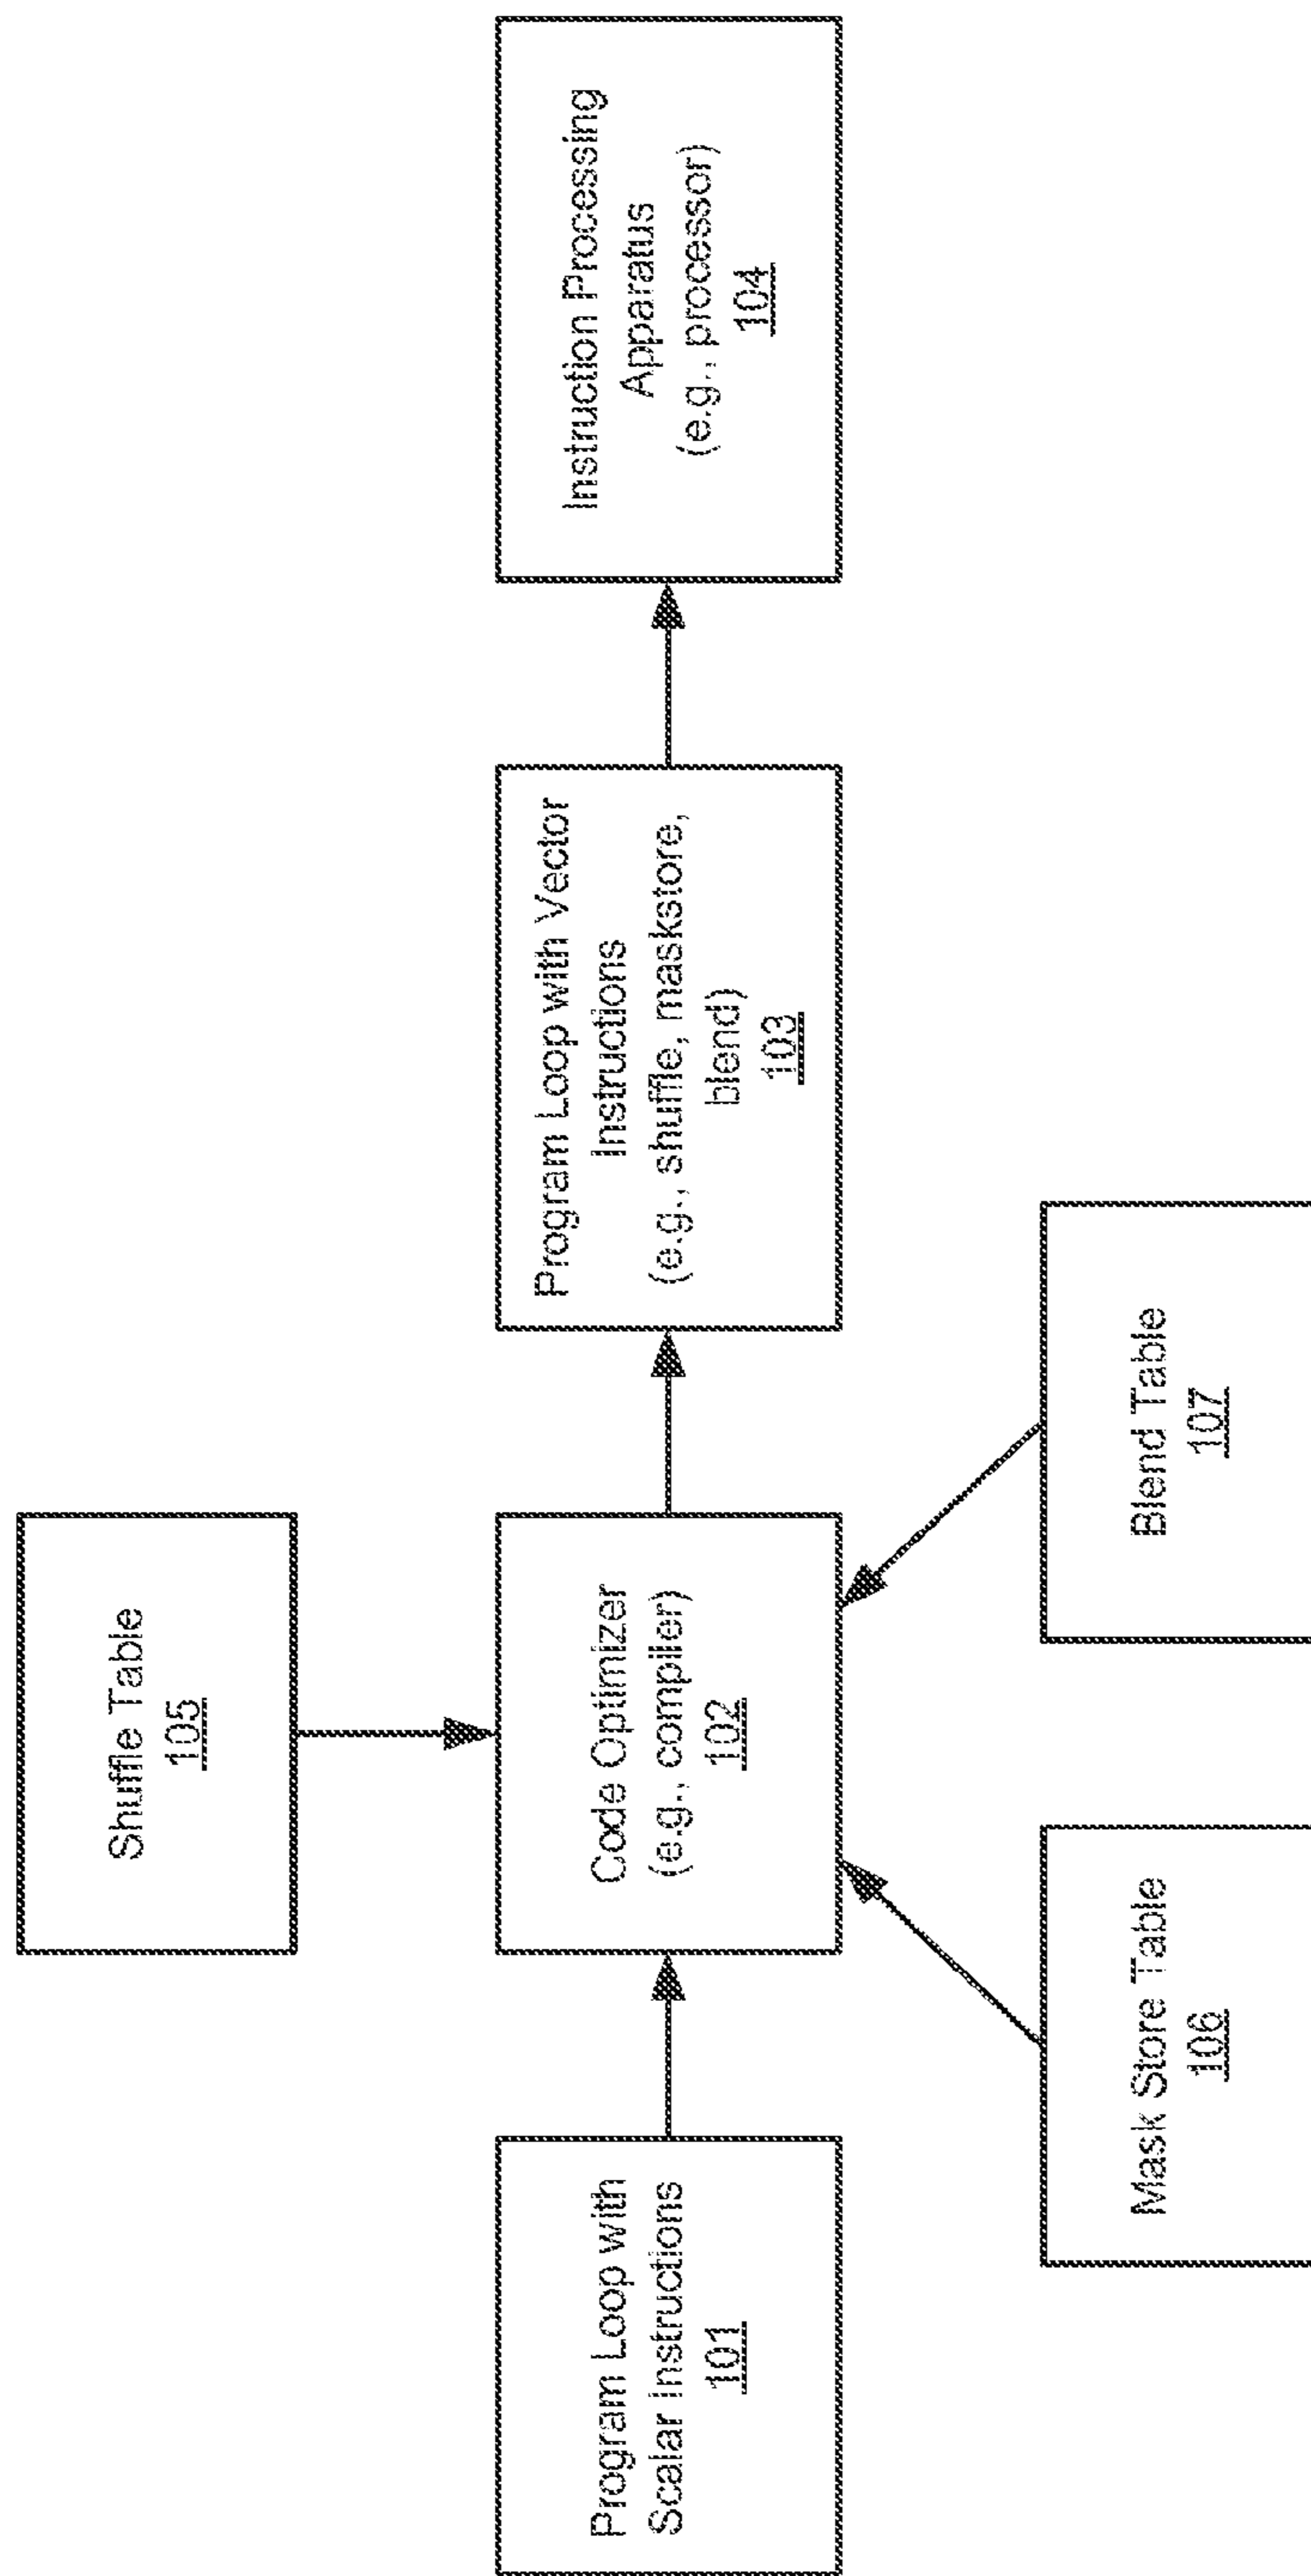 Shuffle Table
105
Program Loop with
Scalar Instructions
101
Code Optimizer
(e.g., compiler)
102
Program Loop with Vector
Instructions
(e.g., shuffle, maskstore,
blend)
103
Instruction Processing
Apparatus
(e.g., processor)
104
Mask Store Table
106
Blend Table
107